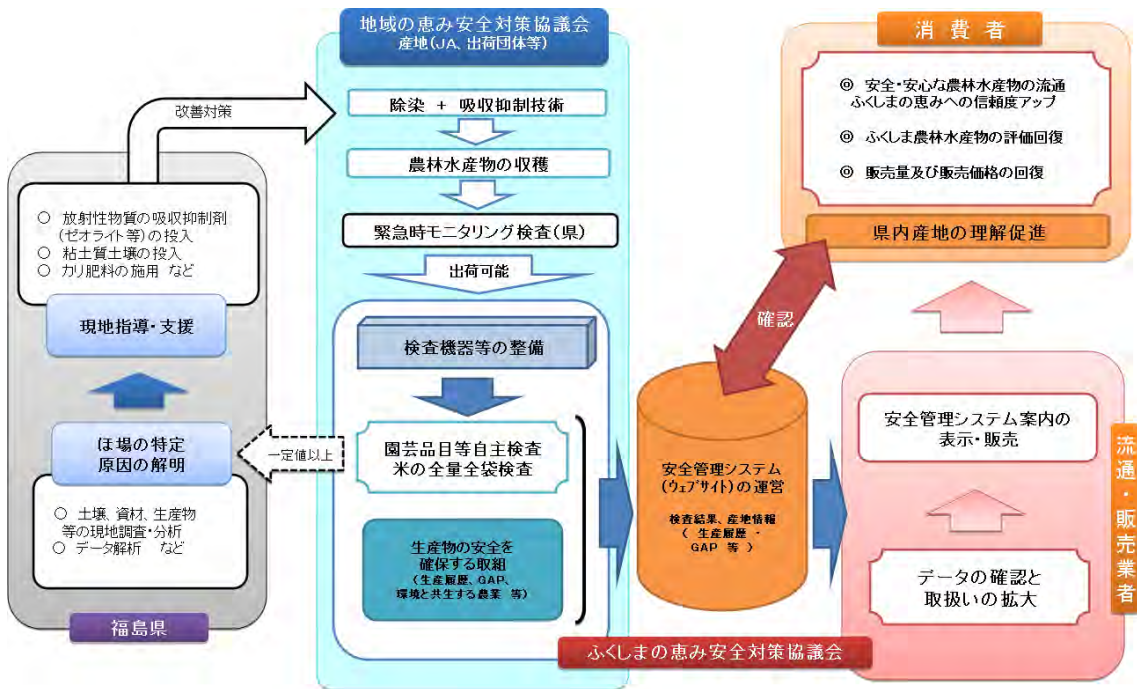 地域の恵み安全対策協議会
産地(JA、出荷団体等)
除染 + 吸収抑制技術
農林水産物の収穫
緊急時モニタリング検査(県)
出荷可能
検査機器等の整備
園芸品目等自主検査
米の全量全袋検査
生産物の安全を
確保する取組
(生産履歴、GAP、
環境と共生する農業 等)
一定値以上
改善対策
○ 放射性物質の吸収抑制剤
(ゼオライト等)の投入
○ 粘土質土壌の投入
○ カリ肥料の施用 など
現地指導・支援
ほ場の特定
原因の解明
○ 土壌、資材、生産物
等の現地調査・分析
○ データ解析 など
福島県
安全管理システム
(ウェブサイト)の運営
検査結果、産地情報
( 生産履歴 ・
GAP 等 )
ふくしまの恵み安全対策協議会
確認
消費者
◎ 安全・安心な農林水産物の流通
ふくしまの恵みへの信頼度アップ
◎ ふくしま農林水産物の評価回復
◎ 販売量及び販売価格の回復
県内産地の理解促進
安全管理システム案内の
表示・販売
データの確認と
取扱いの拡大
流通・販売業者